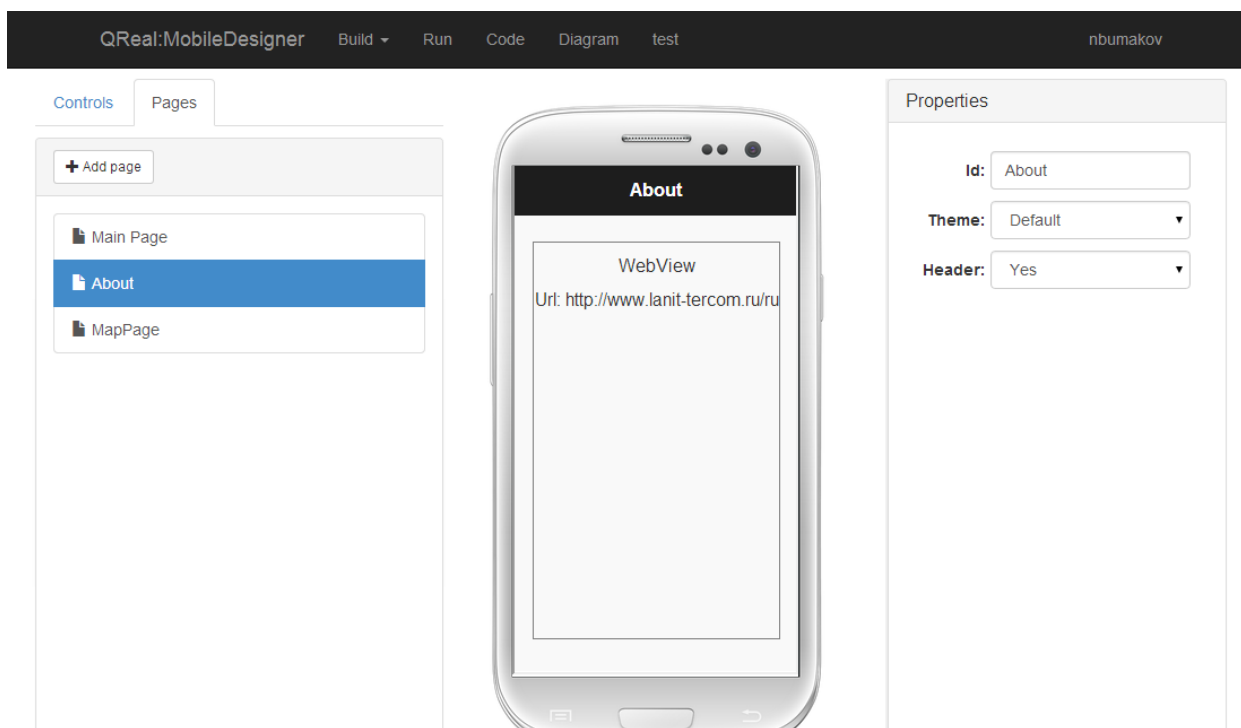 QReal:MobileDesigner Build Run Code Diagram test nbumakov
Controls Pages
Add page
Main Page
About
MapPage
About
WebView
Url: http://www.lanit-tercom.ru/ru
Properties
Id: About
Theme: Default
Header: Yes